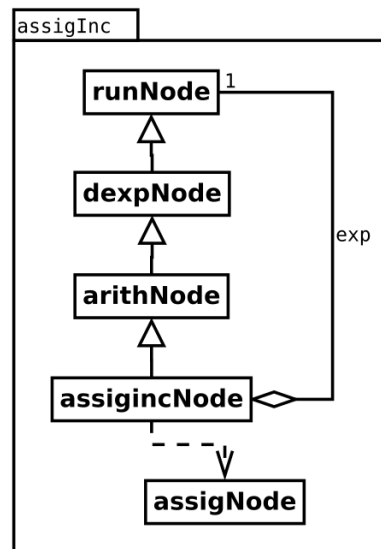 assigInc
runNode
1
dexpNode
exp
arithNode
assigincNode
assigNode